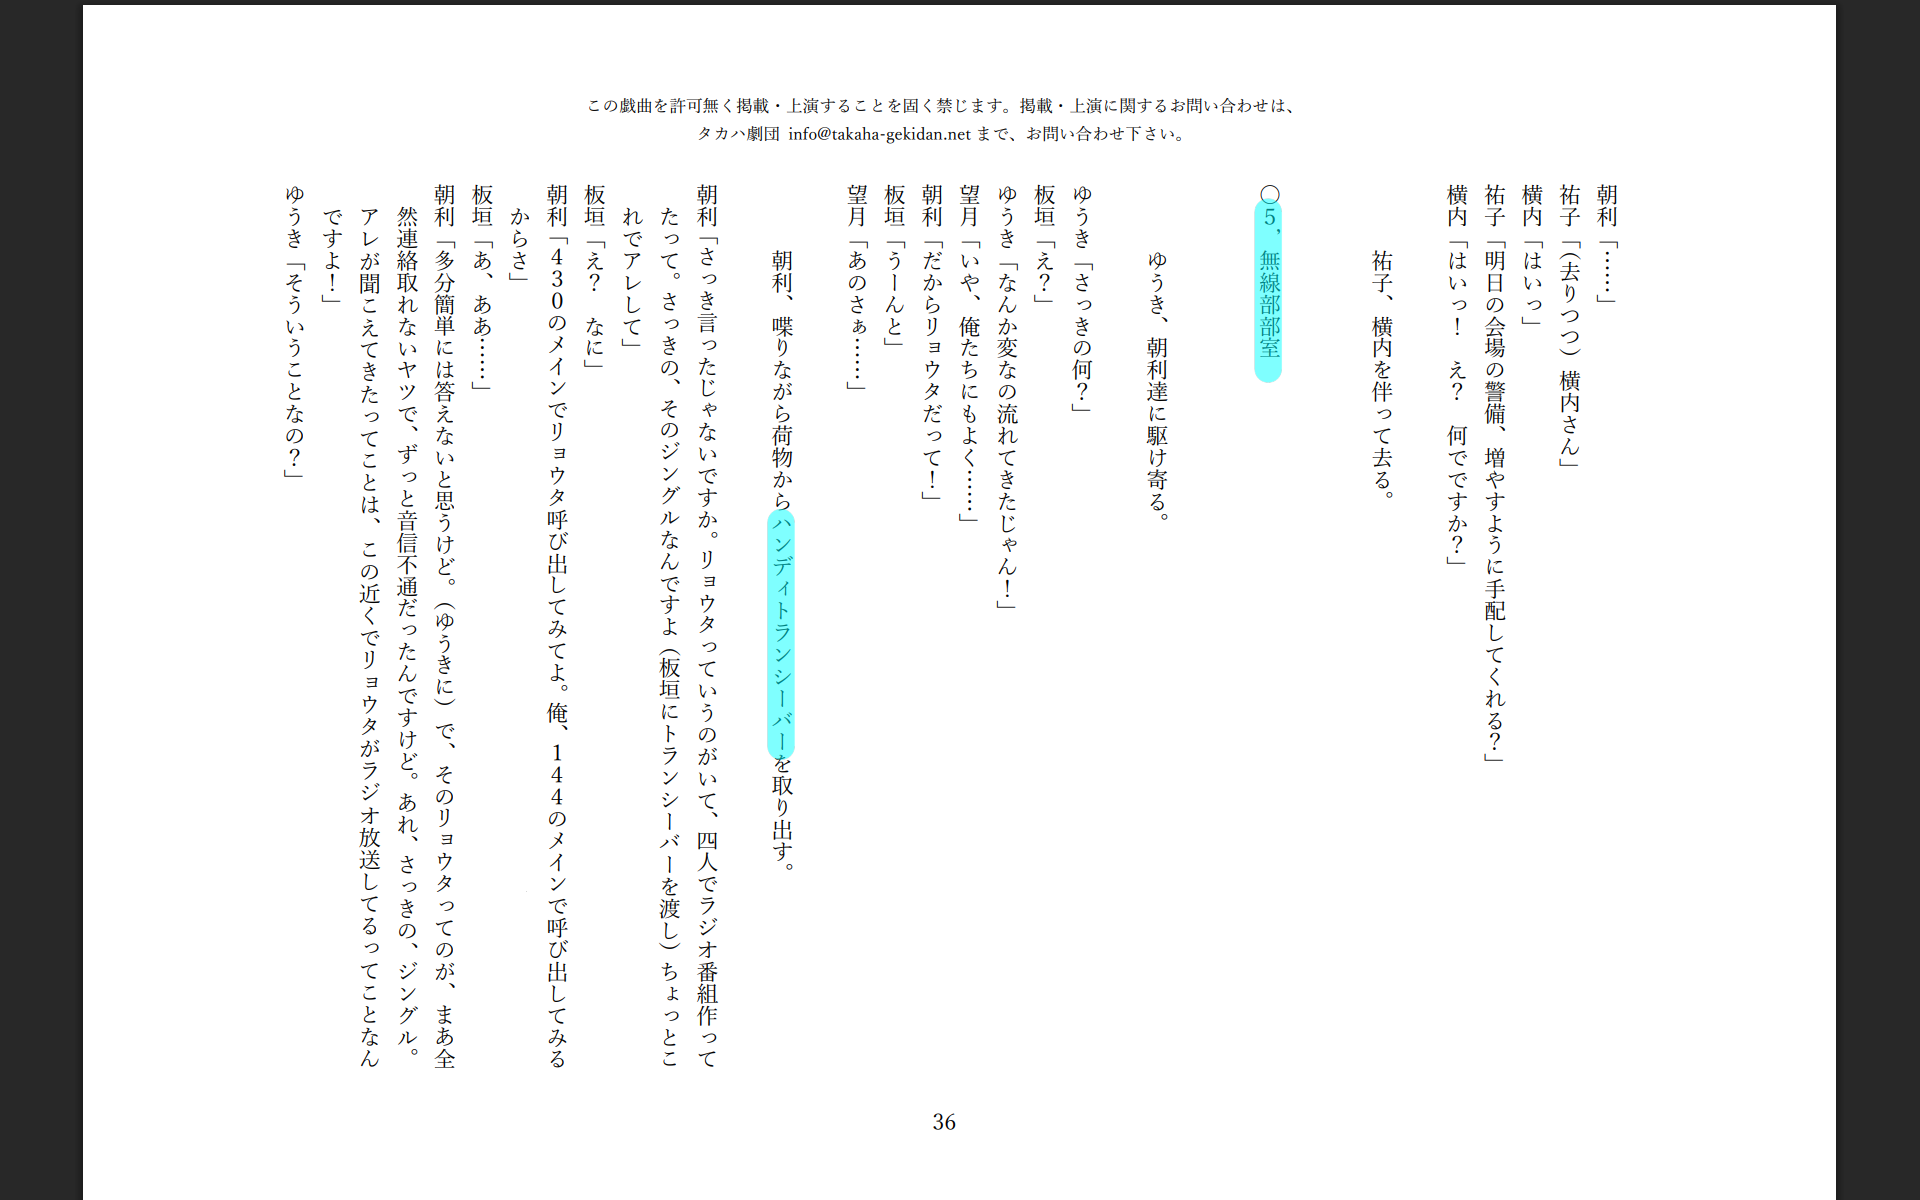 この戯曲を許可無く掲載・上演することを固く禁じます。掲載・上演に関するお問い合わせは、
タカハ劇団 info@takaha-gekidan.net まで、お問い合わせ下さい。
朝利「……」
祐子「（去りつつ）横内さん」
横内「はいっ」
祐子「明日の会場の警備、増やすように手配してくれる？」
横内「はいっ！　え？　何でですか？」
祐子、横内を伴って去る。
〇５，無線部部室
ゆうき、朝利達に駆け寄る。
ゆうき「さっきの何？」
板垣「え？」
ゆうき「なんか変なの流れてきたじゃん！」
望月「いや、俺たちにもよく……」
朝利「だからリョウタだって！」
板垣「うーんと」
望月「あのさぁ……」
朝利、喋りながら荷物からハンディトランシーバーを取り出す。
朝利「さっき言ったじゃないですか。リョウタっていうのがいて、四人でラジオ番組作って
たって。さっきの、そのジングルなんですよ（板垣にトランシーバーを渡し）ちょっとこ
れでアレして」
板垣「え？　なに」
朝利「４３０のメインでリョウタ呼び出してみてよ。俺、１４４のメインで呼び出してみる
からさ」
板垣「あ、ああ……」
朝利「多分簡単には答えないと思うけど。（ゆうきに）で、そのリョウタってのが、まあ全
然連絡取れないヤツで、ずっと音信不通だったんですけど。あれ、さっきの、ジングル。
アレが聞こえてきたってことは、この近くでリョウタがラジオ放送してるってことなん
ですよ！」
ゆうき「そういうことなの？」
36